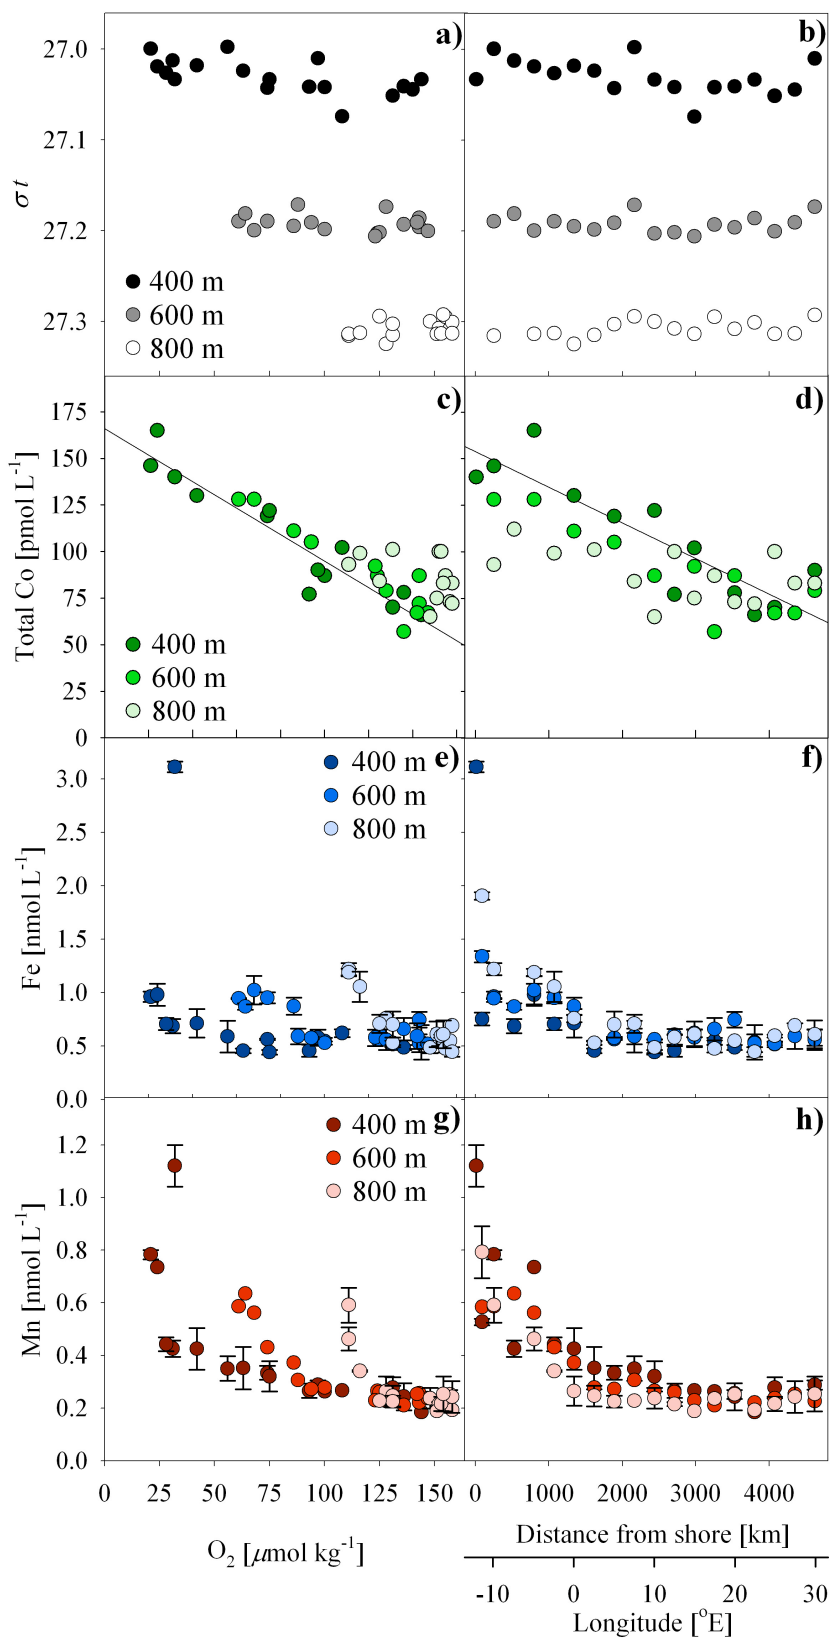 a)
b)
27.0
27.1
27.2
27.3
σ t
400 m
600 m
800 m
c)
d)
175
150
125
100
75
50
25
0
Total Co [pmol L⁻¹]
400 m
600 m
800 m
e)
f)
3.0
2.5
2.0
1.5
1.0
0.5
0.0
Fe [nmol L⁻¹]
400 m
600 m
800 m
g)
h)
1.2
1.0
0.8
0.6
0.4
0.2
0.0
Mn [nmol L⁻¹]
400 m
600 m
800 m
0 25 50 75 100 125 150
0 1000 2000 3000 4000
O₂ [μmol kg⁻¹]
Distance from shore [km]
-10 0 10 20 30
Longitude [°E]